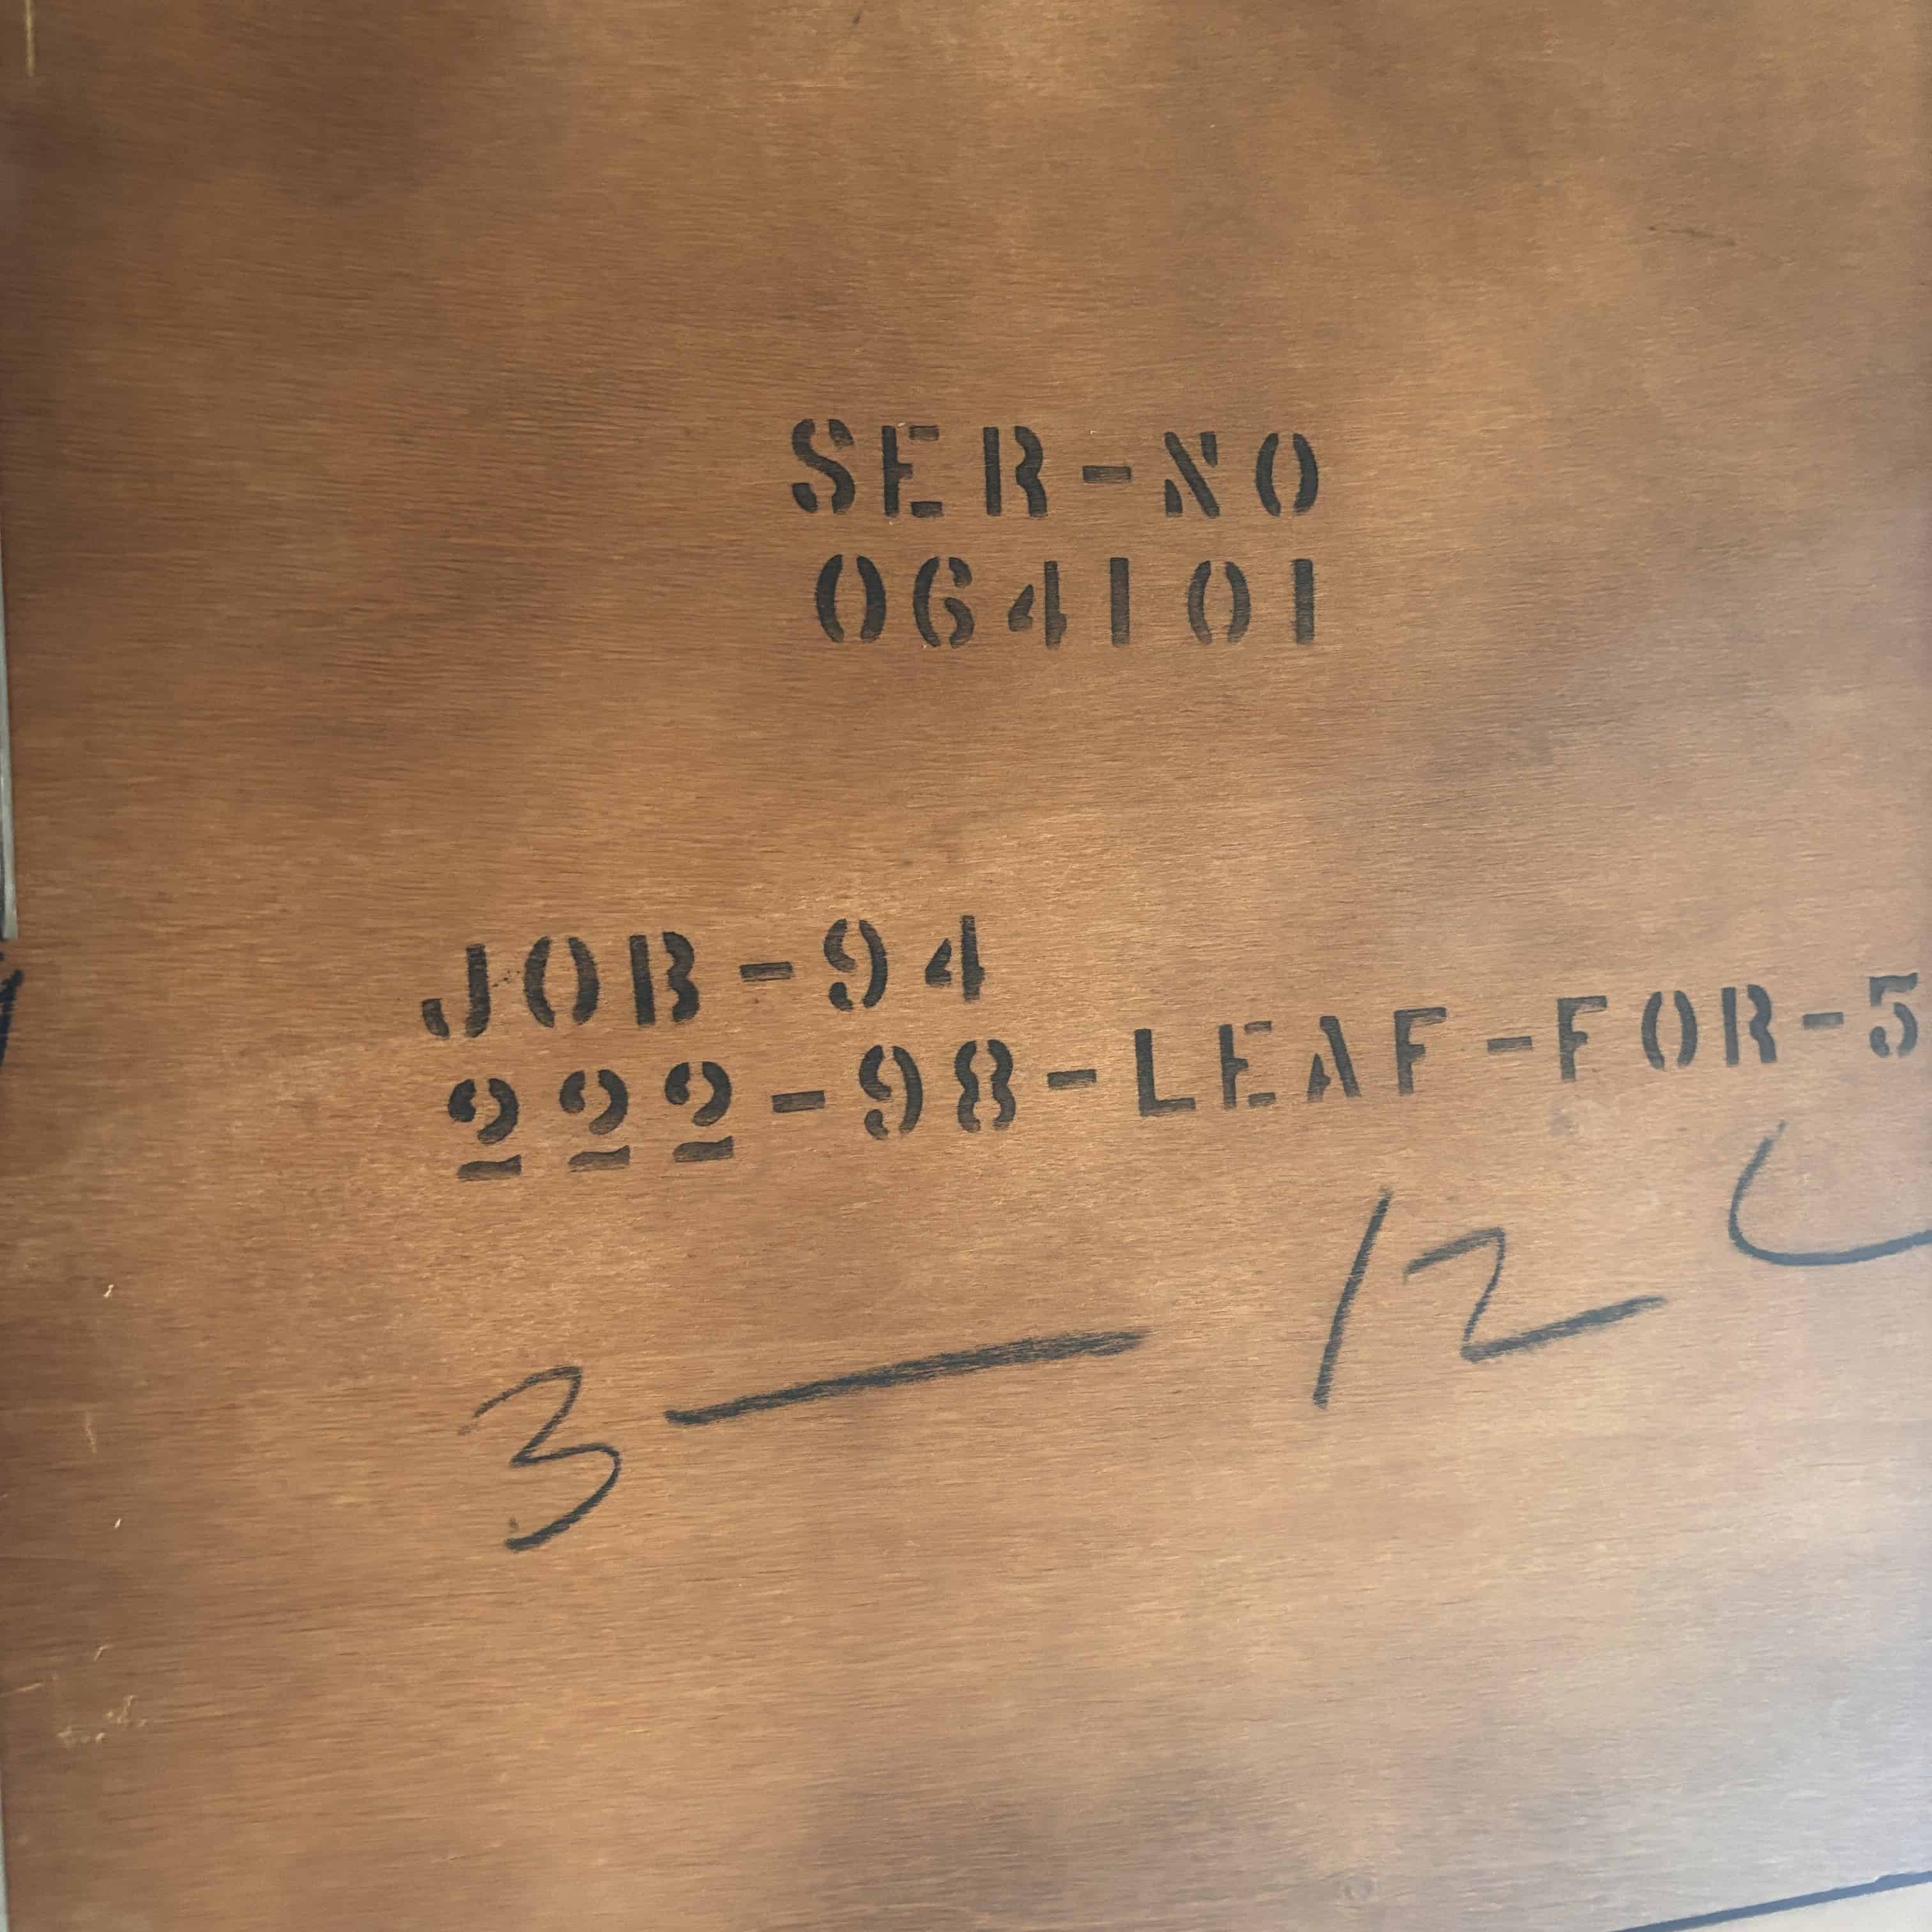 SER-NO
064101
JOB-94
222-98-LEAF-FOR-5
3 — 12